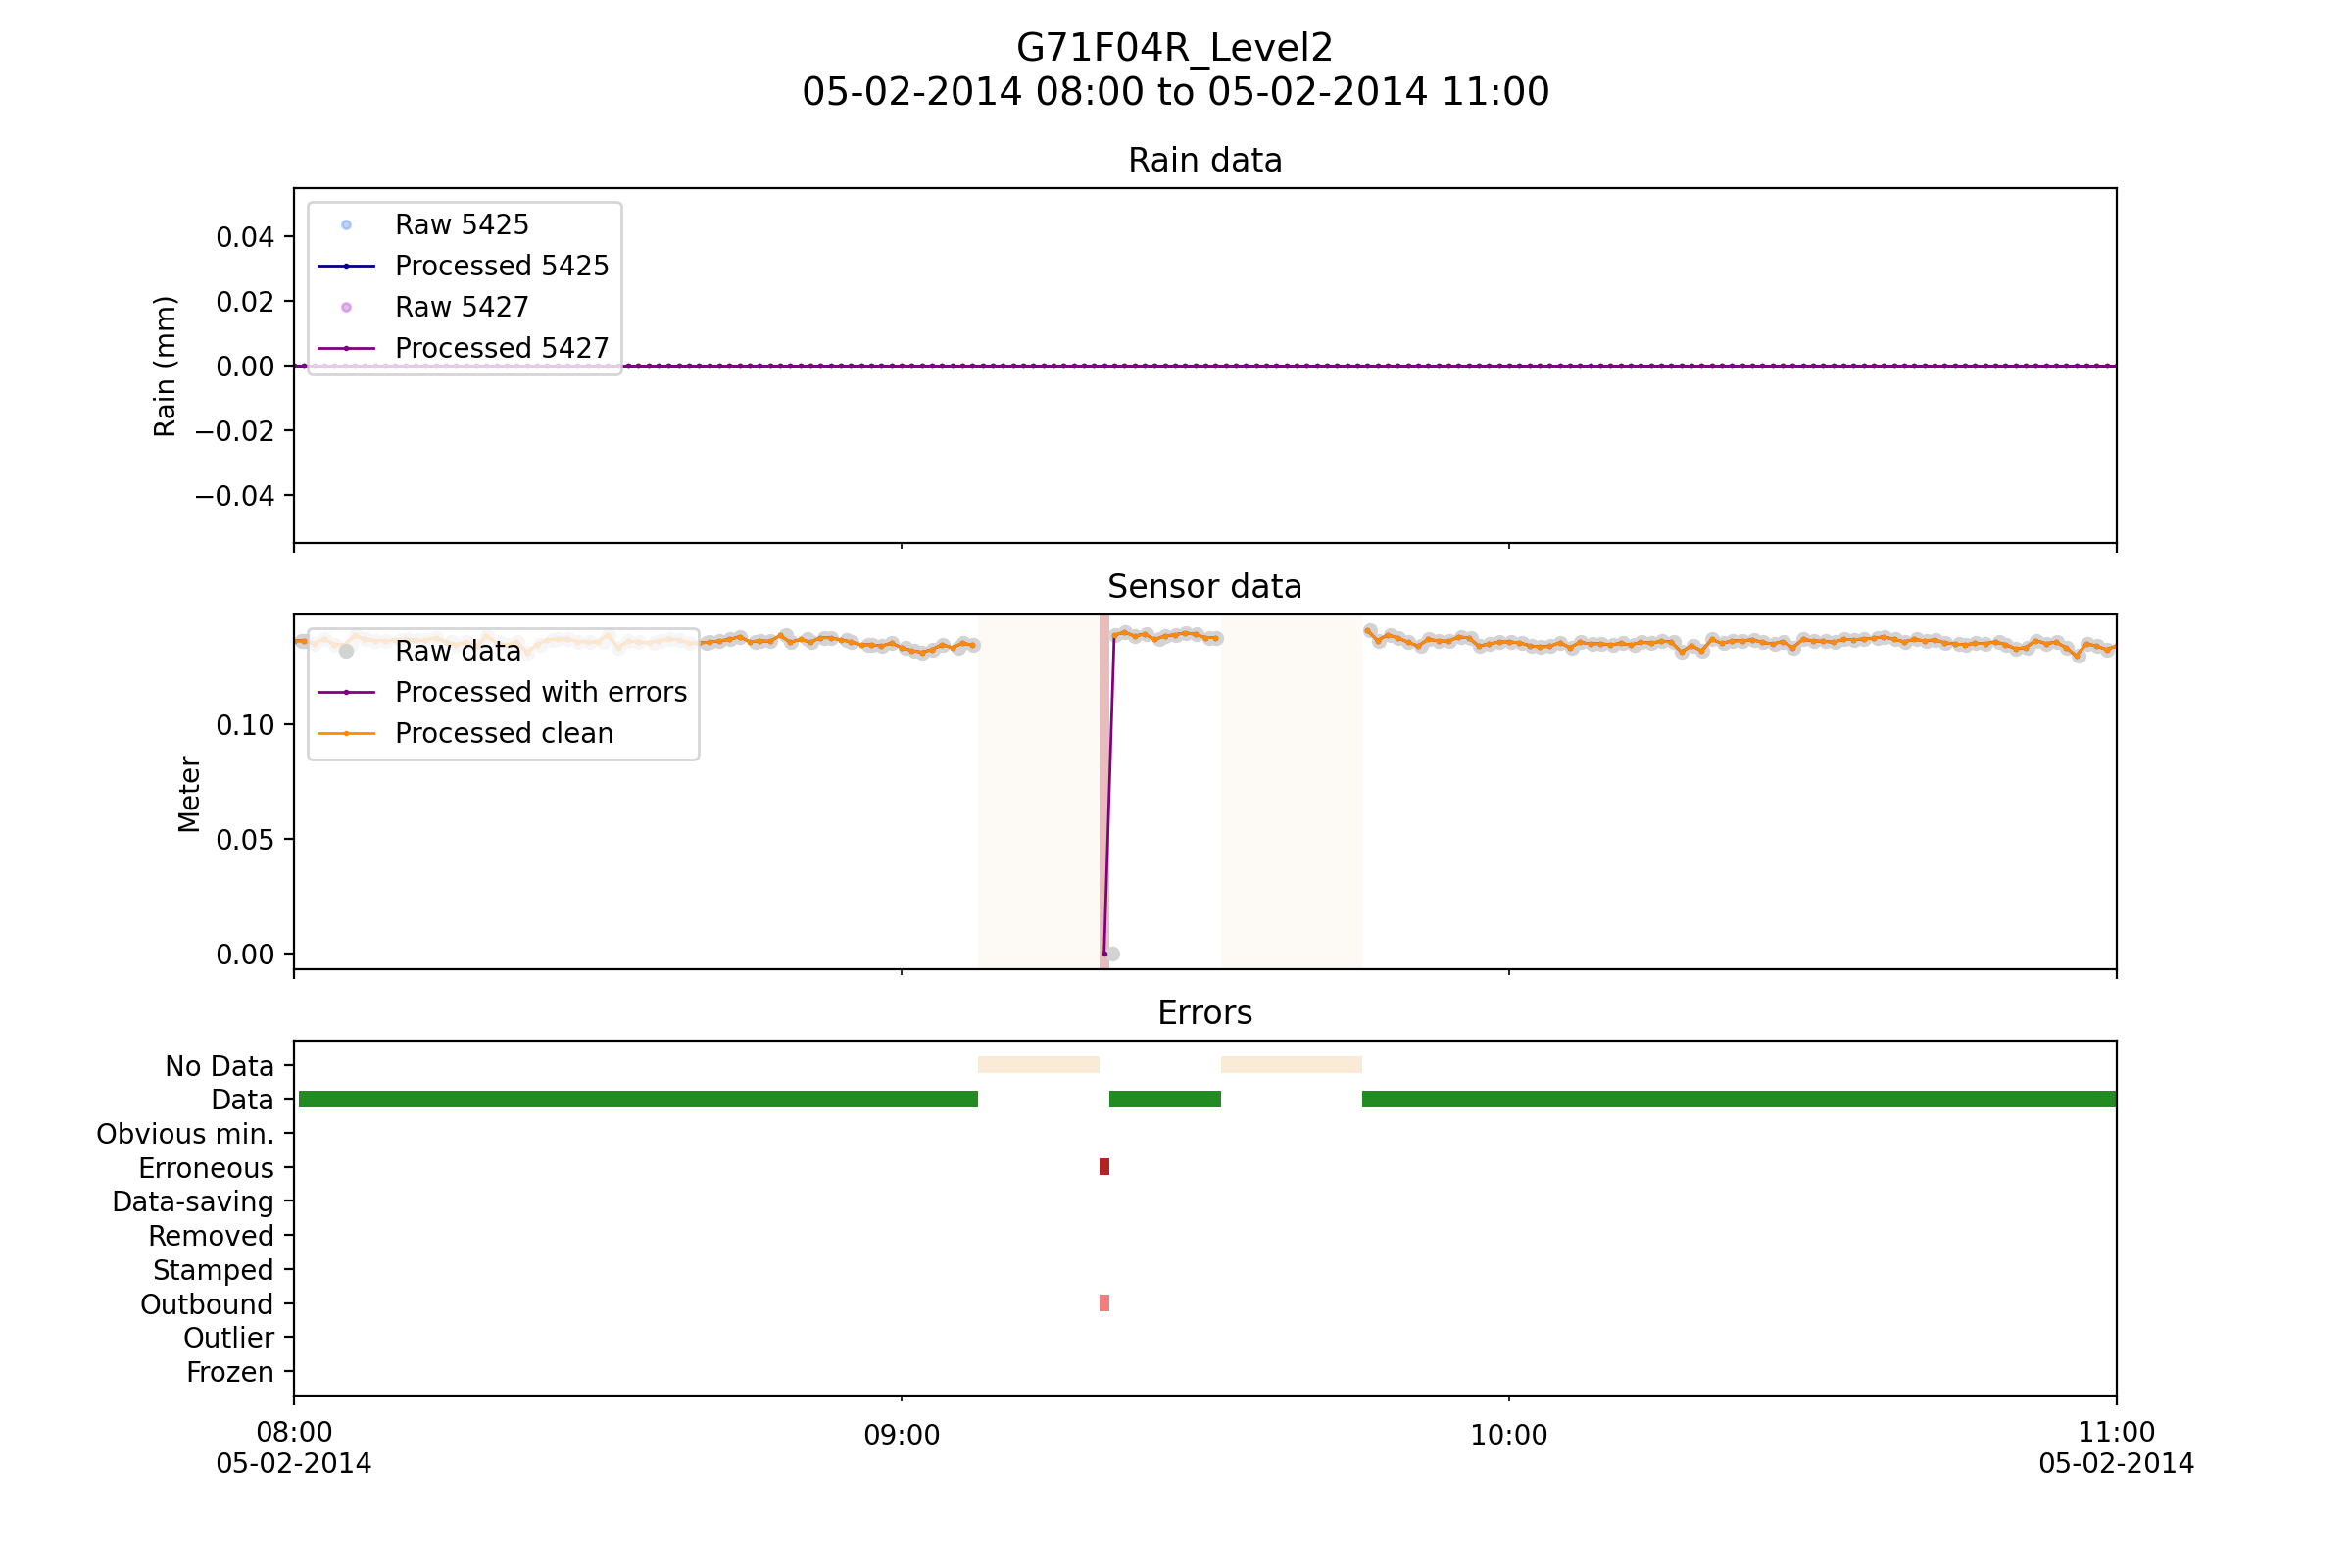 G71F04R_Level2
05-02-2014 08:00 to 05-02-2014 11:00
Rain data
Raw 5425
Processed 5425
Raw 5427
Processed 5427
Rain (mm)
0.04
0.02
0.00
−0.02
−0.04
Sensor data
Raw data
Processed with errors
Processed clean
Meter
0.10
0.05
0.00
Errors
No Data
Data
Obvious min.
Erroneous
Data-saving
Removed
Stamped
Outbound
Outlier
Frozen
08:00
05-02-2014
09:00
10:00
11:00
05-02-2014